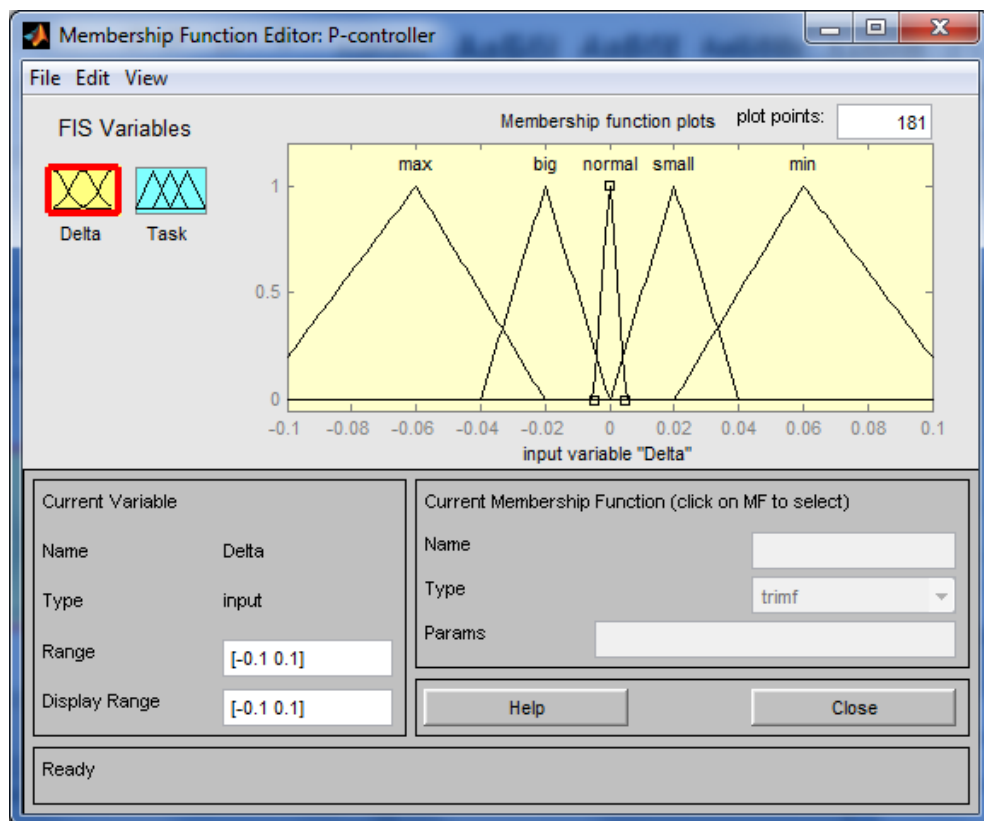 Membership Function Editor: P-controller
File Edit View
FIS Variables
Membership function plots plot points: 181
max big normal small min
1
0.5
0
Delta Task
-0.1 -0.08 -0.06 -0.04 -0.02 0 0.02 0.04 0.06 0.08 0.1
input variable "Delta"
Current Variable
Name Delta
Type input
Range [-0.1 0.1]
Display Range [-0.1 0.1]
Current Membership Function (click on MF to select)
Name
Type trimf
Params
Help Close
Ready